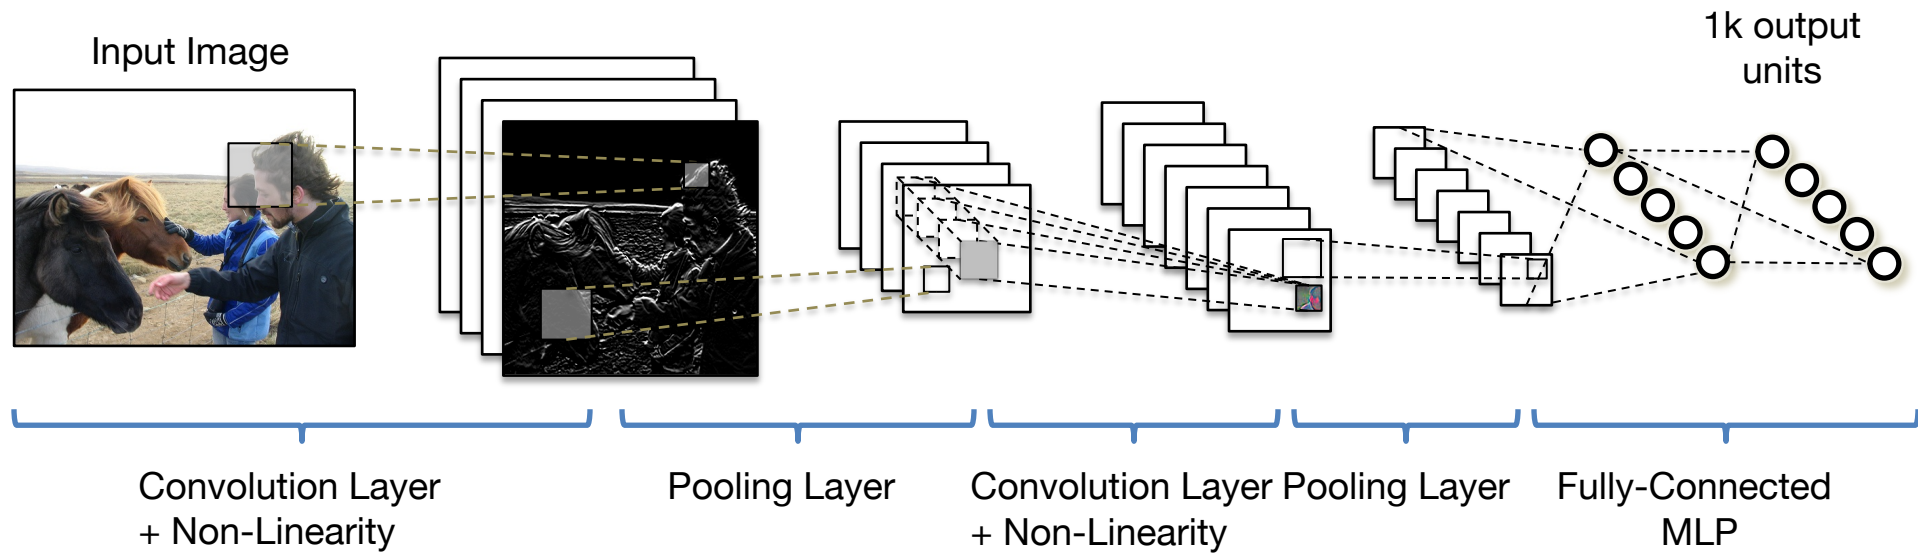 Input Image
1k output
units
Convolution Layer
+ Non-Linearity
Pooling Layer
Convolution Layer
+ Non-Linearity
Pooling Layer
Fully-Connected
MLP